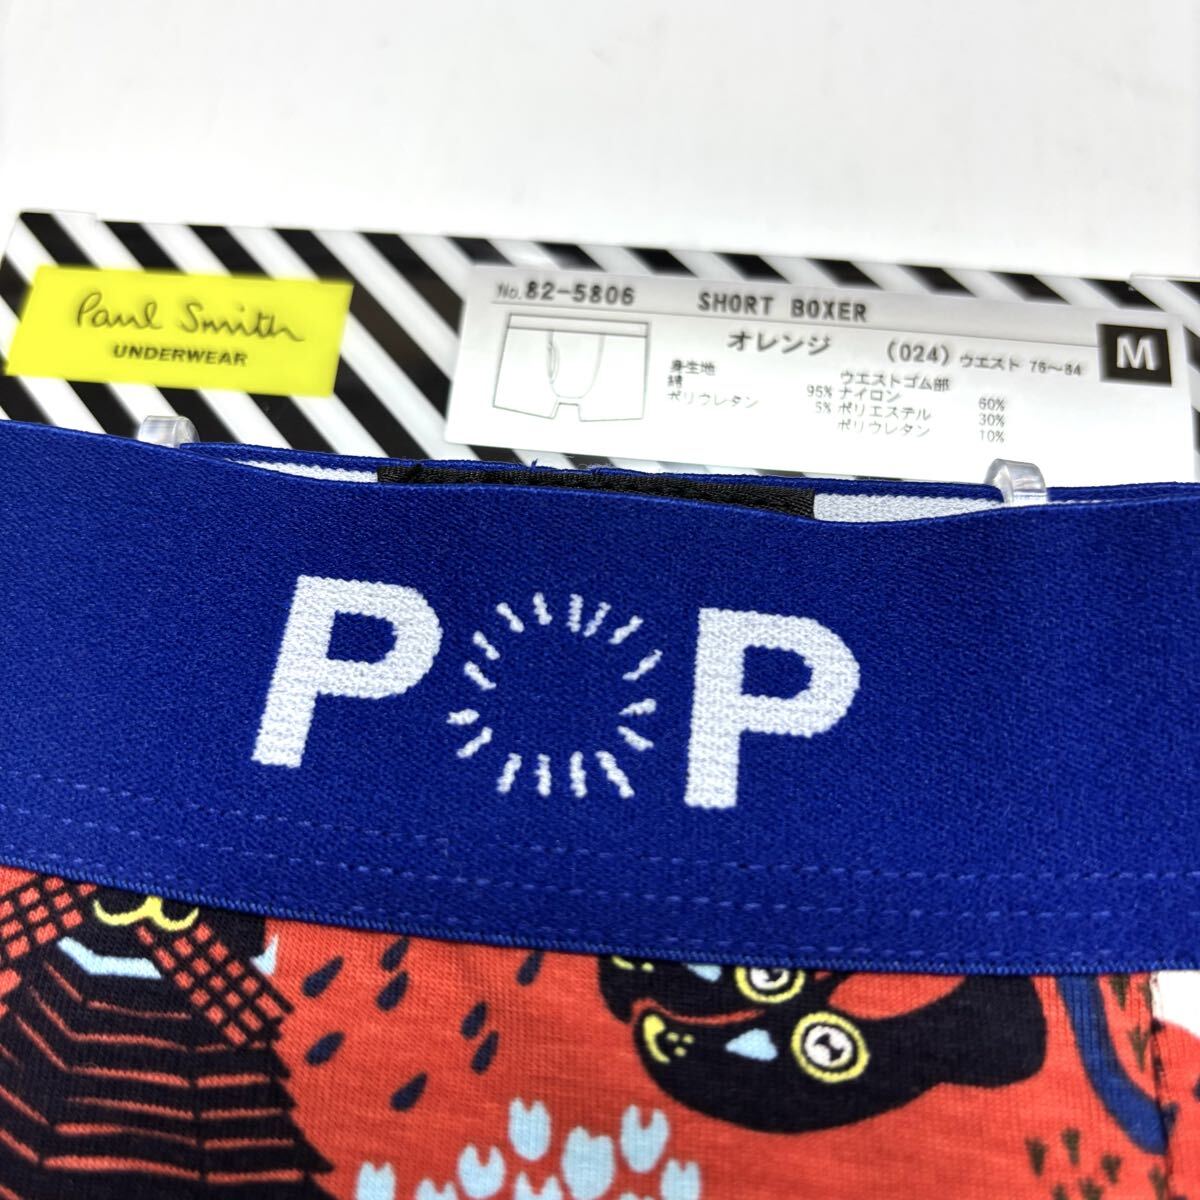 Paul Smith
UNDERWEAR
No. 82-5806 SHORT BOXER
オレンジ (024) ウエスト 76～84 M
身生地 ウエストゴム部
綿 95% ナイロン 60%
ポリウレタン 5% ポリエステル 30%
ポリウレタン 10%
P P